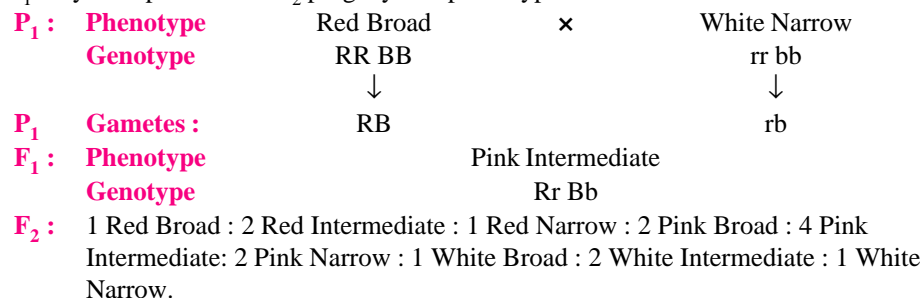 P1 : Phenotype Red Broad × White Narrow
Genotype RR BB rr bb
↓ ↓
P1 Gametes : RB rb
F1 : Phenotype Pink Intermediate
Genotype Rr Bb
F2 : 1 Red Broad : 2 Red Intermediate : 1 Red Narrow : 2 Pink Broad : 4 Pink
Intermediate: 2 Pink Narrow : 1 White Broad : 2 White Intermediate : 1 White
Narrow.